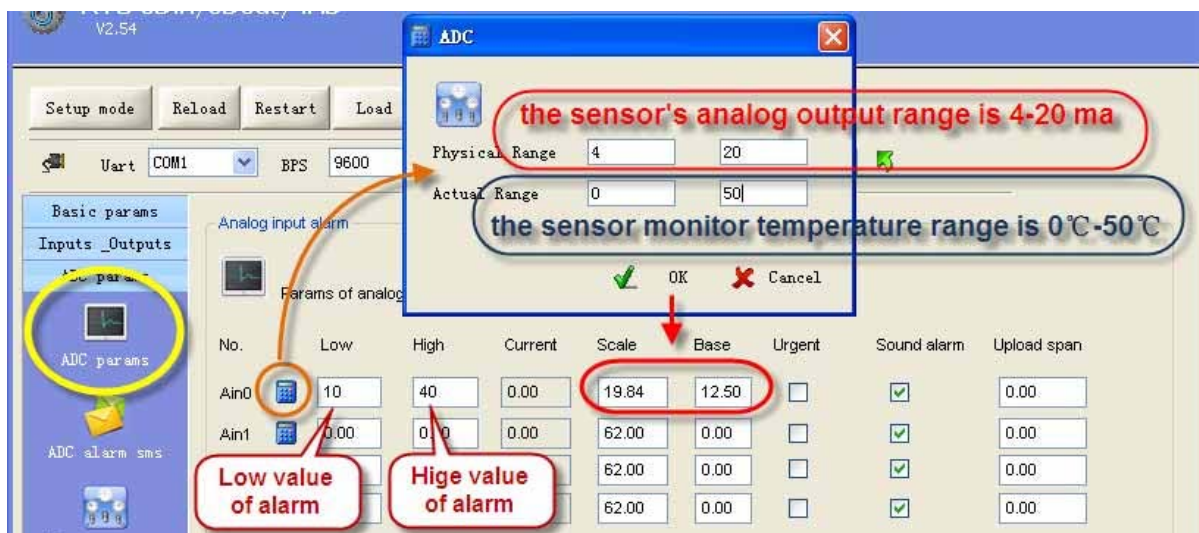 V2.54
ADC
Setup mode Reload Restart Load
the sensor's analog output range is 4-20 ma
Physical Range 4 20
Uart COM1 BPS 9600
Actual Range 0 50
the sensor monitor temperature range is 0℃-50℃
Basic params
Inputs _Outputs
ADC params
Analog input alarm
OK Cancel
Params of analog
ADC params
No. Low High Current Scale Base Urgent Sound alarm Upload span
Ain0 10 40 0.00 19.84 12.50 0.00
Ain1 0.00 0.00 0.00 62.00 0.00 0.00
ADC alarm sms
Low value
of alarm
Hige value
of alarm
62.00 0.00 0.00
62.00 0.00 0.00